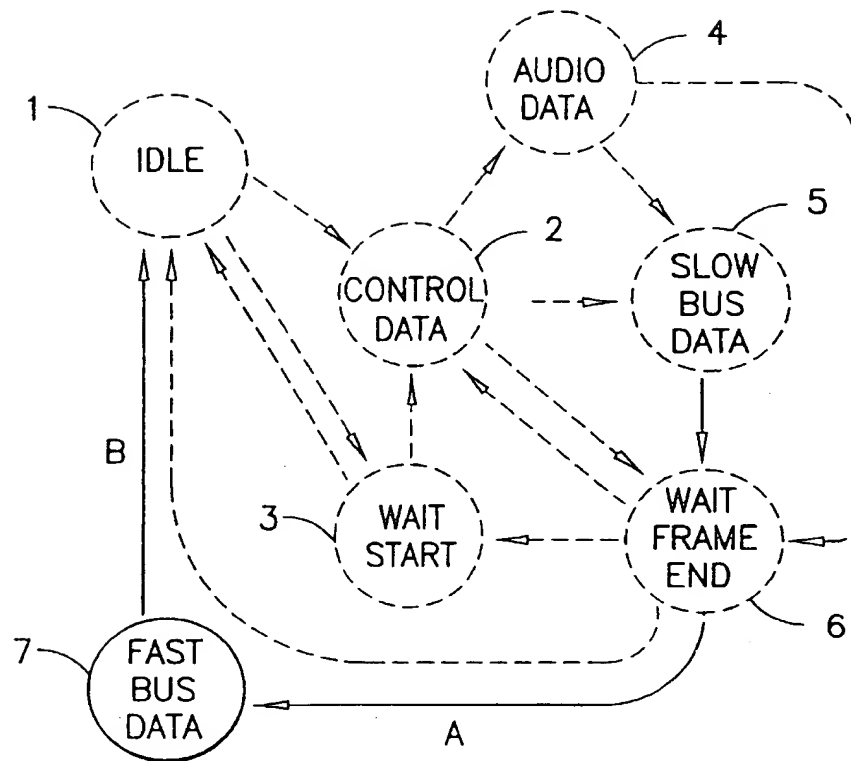 4
AUDIO
DATA
1
IDLE
5
2
SLOW
BUS
DATA
CONTROL
DATA
B
3
WAIT
START
WAIT
FRAME
END
6
7
FAST
BUS
DATA
A